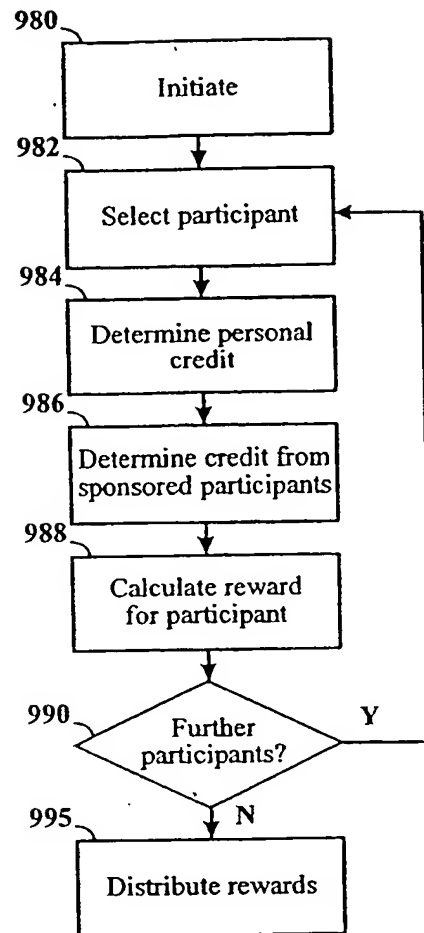 980
Initiate
982
Select participant
984
Determine personal
credit
986
Determine credit from
sponsored participants
988
Calculate reward
for participant
990
Further
participants?
Y
N
995
Distribute rewards